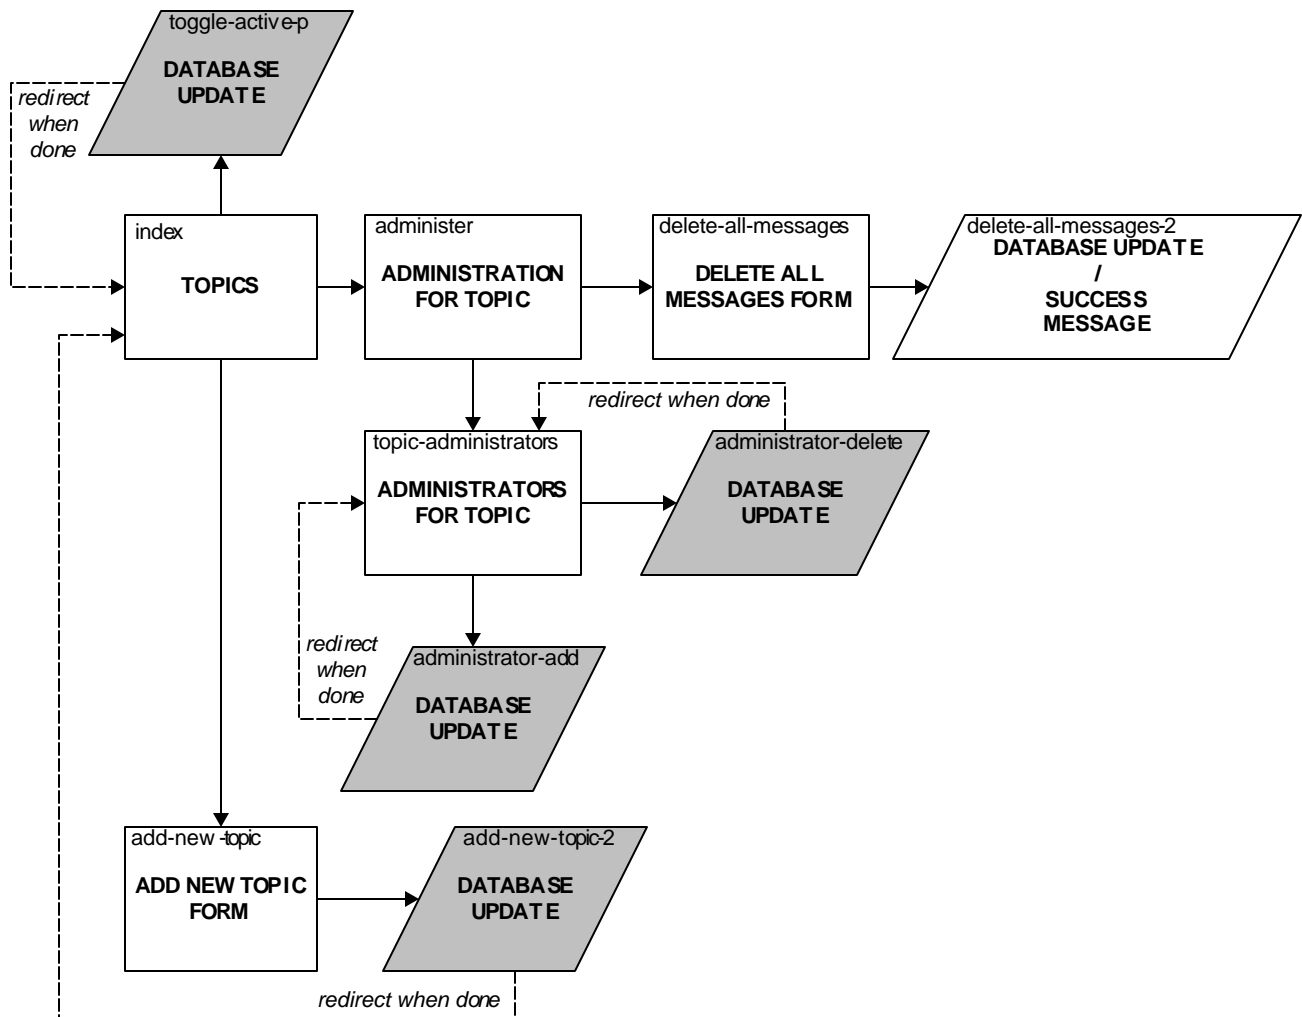 toggle-active-p
DATABASE
UPDATE
redirect
when
done
index
TOPICS
administer
ADMINISTRATION
FOR TOPIC
delete-all-messages
DELETE ALL
MESSAGES FORM
delete-all-messages-2
DATABASE UPDATE
/
SUCCESS
MESSAGE
redirect when done
topic-administrators
ADMINISTRATORS
FOR TOPIC
administrator-delete
DATABASE
UPDATE
redirect
when
done
administrator-add
DATABASE
UPDATE
add-new-topic
ADD NEW TOPIC
FORM
add-new-topic-2
DATABASE
UPDATE
redirect when done